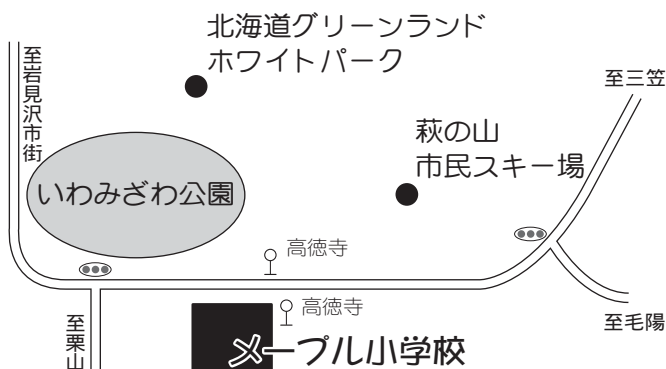 北海道グリーンランド
ホワイトパーク
至岩見沢市街
至三笠
萩の山
市民スキー場
いわみざわ公園
高徳寺
高徳寺
至毛陽
至栗山
メープル小学校